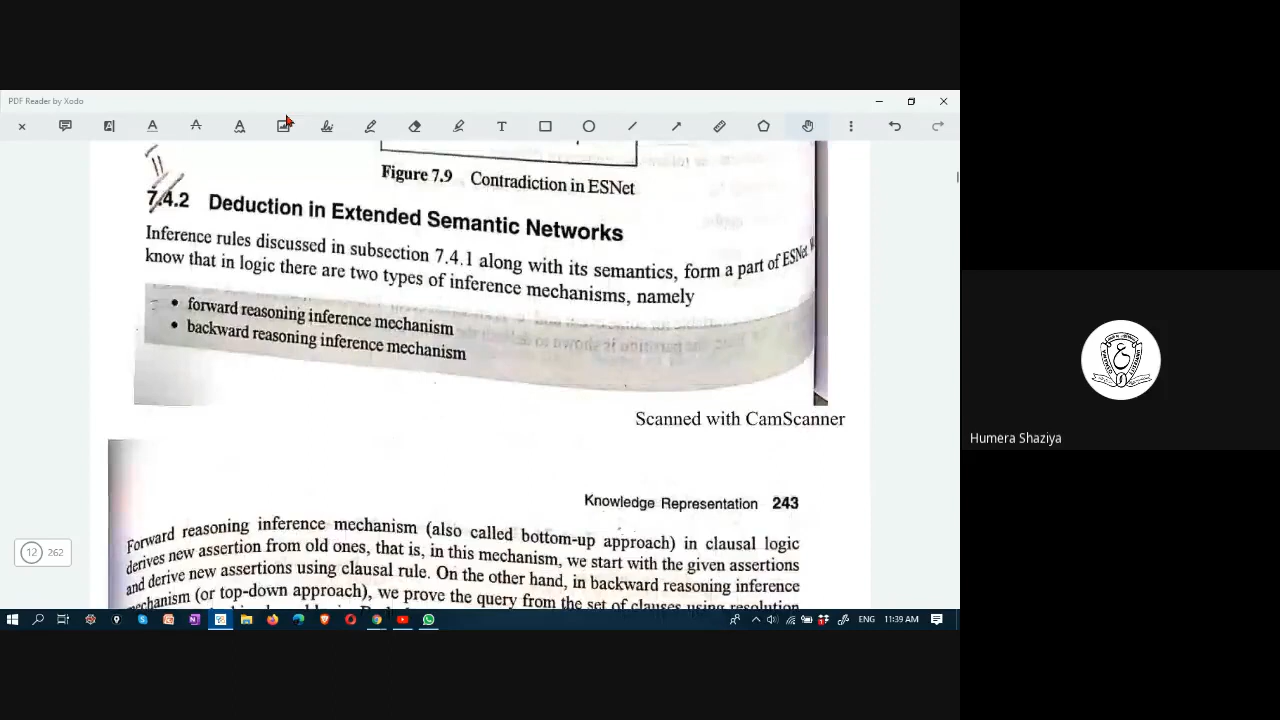 PDF Reader by Xodo
Figure 7.9 Contradiction in ESNet
7.4.2 Deduction in Extended Semantic Networks
Inference rules discussed in subsection 7.4.1 along with its semantics, form a part of ESNet
know that in logic there are two types of inference mechanisms, namely
• forward reasoning inference mechanism
• backward reasoning inference mechanism
Scanned with CamScanner
Knowledge Representation 243
Forward reasoning inference mechanism (also called bottom-up approach) in clausal logic
derives new assertion from old ones, that is, in this mechanism, we start with the given assertions
and derive new assertions using clausal rule. On the other hand, in backward reasoning inference
mechanism (or top-down approach), we prove the query from the set of clauses using resolution
12 262
Humera Shaziya
ENG 11:39 AM